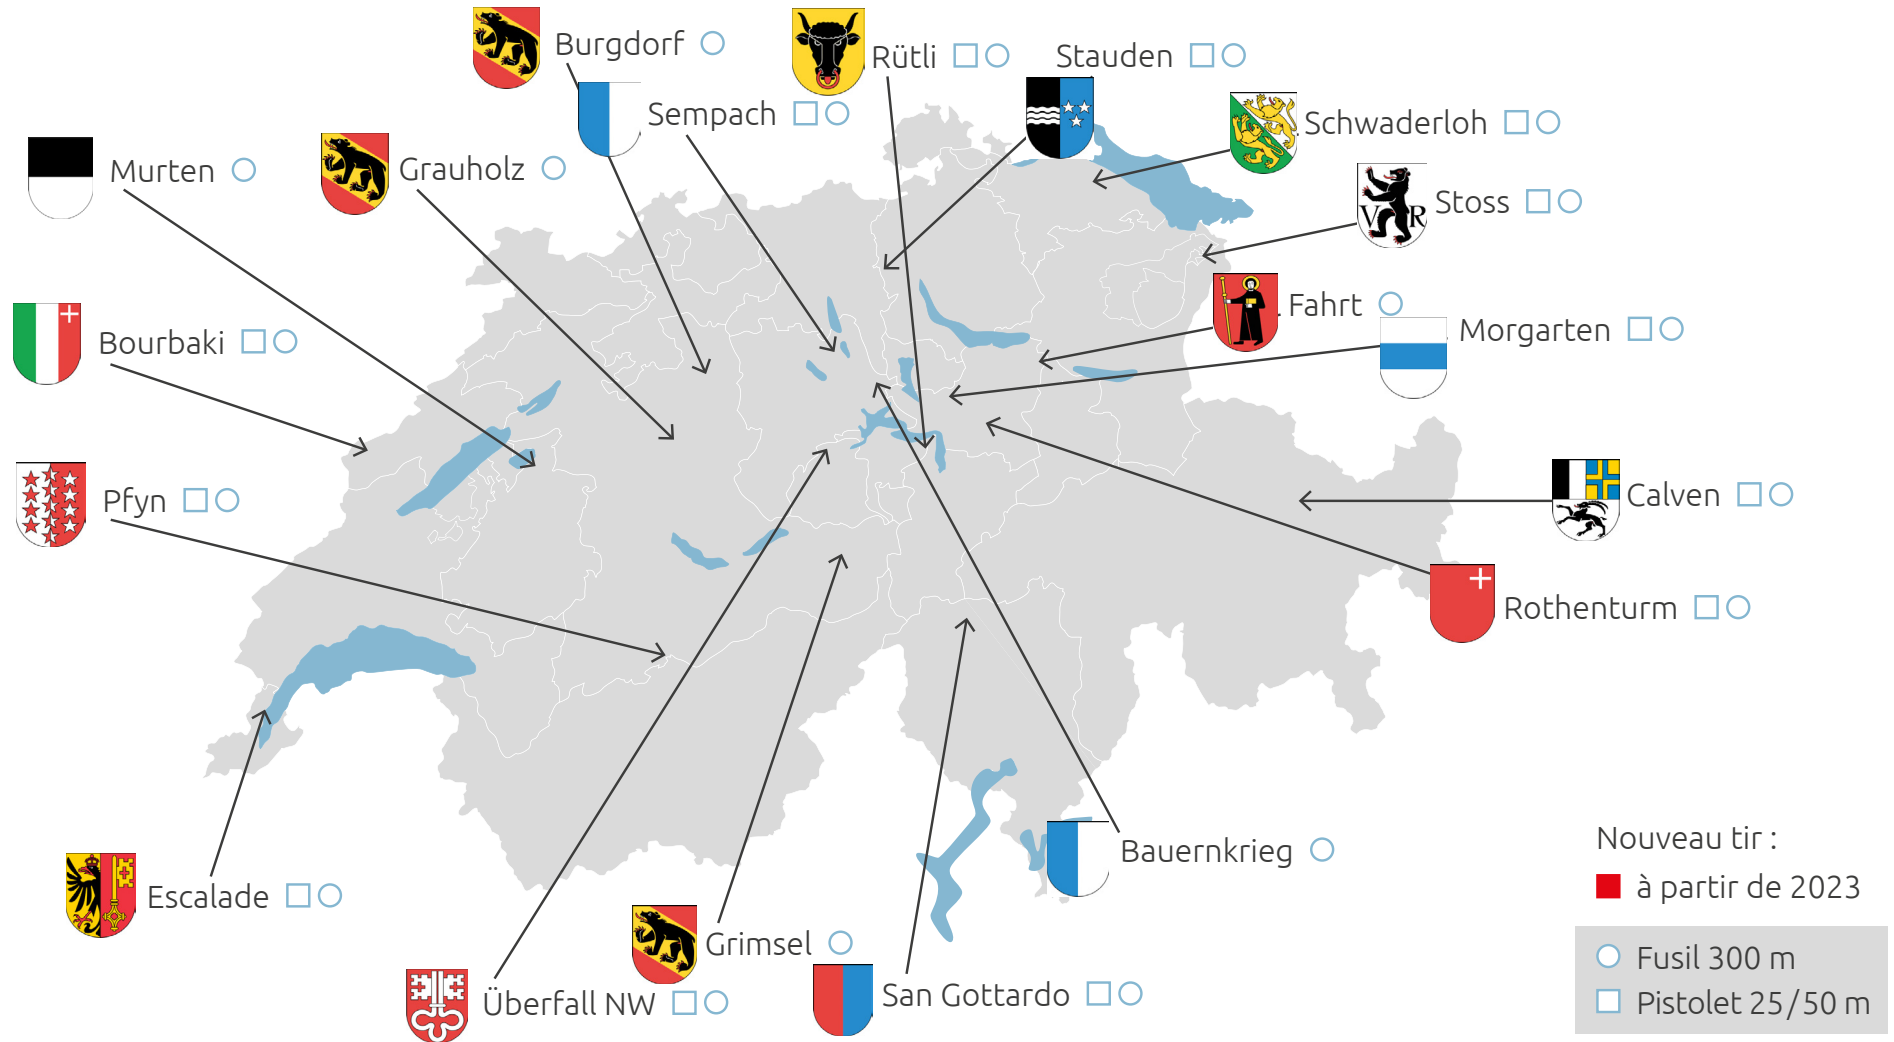 Burgdorf
Rütli
Stauden
Sempach
Schwaderloh
Murten
Grauholz
Stoss
V R
Fahrt
Morgarten
Bourbaki
Pfyn
Calven
Rothenturm
Bauernkrieg
Escalade
Grimsel
Überfall NW
San Gottardo
Nouveau tir :
à partir de 2023
Fusil 300 m
Pistolet 25/50 m